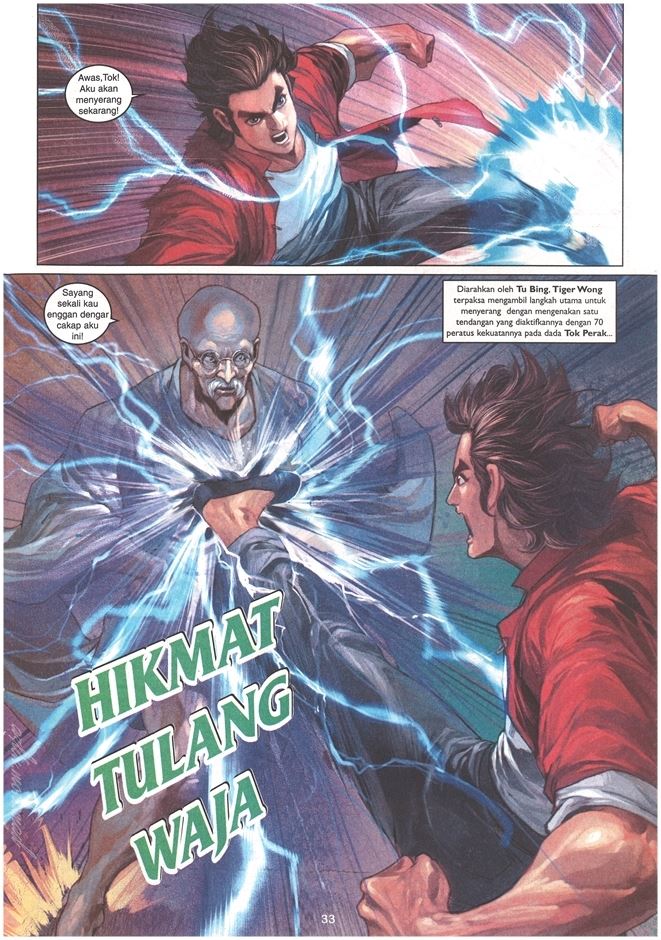 Awas,Tok!
Aku akan
menyerang
sekarang!
Sayang
sekali kau
enggan dengar
cakap aku
ini!
Diarahkan oleh Tu Bing, Tiger Wong
terpaksa mengambil langkah utama untuk
menyerang dengan mengenakan satu
tendangan yang diaktifkannya dengan 70
peratus kekuatannya pada dada Tok Perak...
HIKMAT
TULANG
WAJA
33